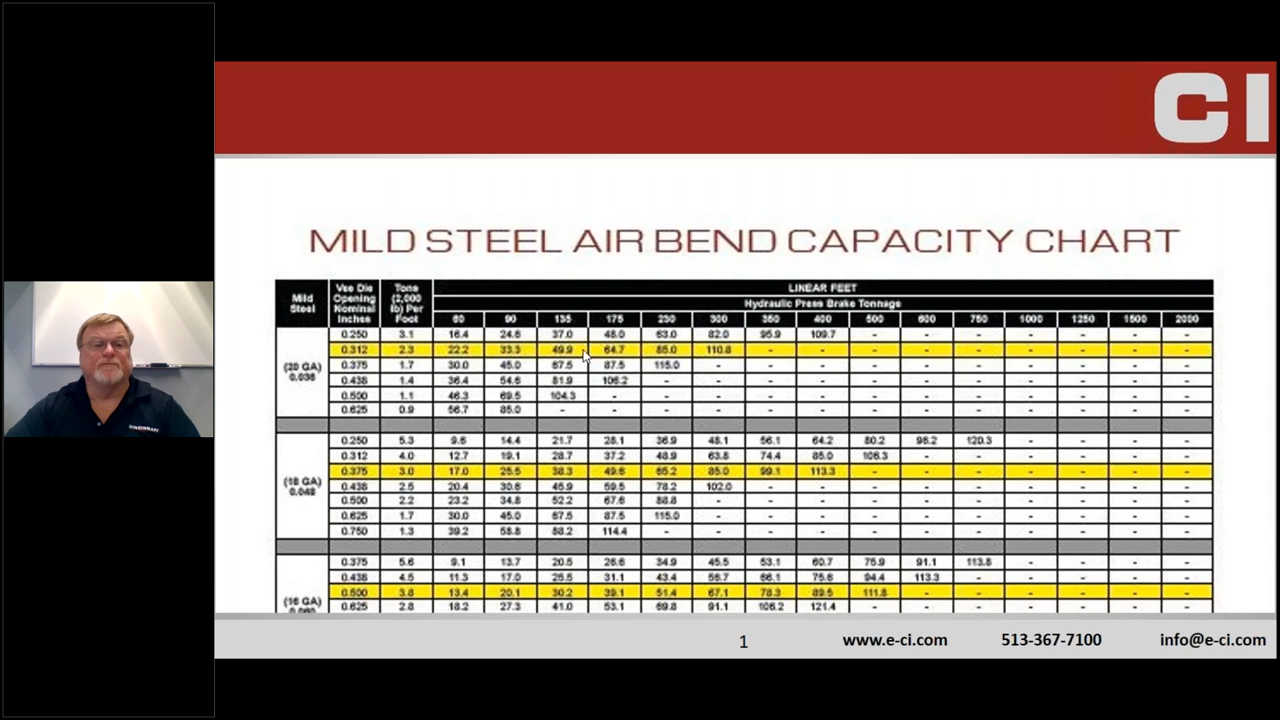 CI
MILD STEEL AIR BEND CAPACITY CHART
Mild Steel
Vee Die Opening Nominal Inches
Tons (2,000 lb) Per Foot
LINEAR FEET
Hydraulic Press Brake Tonnage
60 90 135 175 230 300 350 400 500 600 750 1000 1250 1500 2000
(20 GA) 0.036
0.250 3.1 16.4 24.6 37.0 48.0 63.0 82.0 95.9 109.7 - - - - - - -
0.312 2.3 22.2 33.3 49.9 64.7 85.0 110.8 - - - - - - - - -
0.375 1.7 30.0 45.0 67.5 87.5 115.0 - - - - - - - - - -
0.438 1.4 36.4 54.6 81.9 106.2 - - - - - - - - - - -
0.500 1.1 46.3 69.5 104.3 - - - - - - - - - - - -
0.625 0.9 56.7 85.0 - - - - - - - - - - - - -
(18 GA) 0.048
0.250 5.3 9.6 14.4 21.7 28.1 36.9 48.1 56.1 64.2 80.2 96.2 120.3 - - - -
0.312 4.0 12.7 19.1 28.7 37.2 48.9 63.8 74.4 85.0 106.3 - - - - - -
0.375 3.0 17.0 25.5 38.3 49.6 65.2 85.0 99.1 113.3 - - - - - - -
0.438 2.5 20.4 30.6 45.9 59.5 78.2 102.0 - - - - - - - - -
0.500 2.2 23.2 34.8 52.2 67.6 88.8 - - - - - - - - - -
0.625 1.7 30.0 45.0 67.5 87.5 115.0 - - - - - - - - - -
0.750 1.3 39.2 58.8 88.2 114.4 - - - - - - - - - - -
(16 GA)
0.375 5.6 9.1 13.7 20.5 26.6 34.9 45.5 53.1 60.7 75.9 91.1 113.8 - - - -
0.438 4.5 11.3 17.0 25.5 31.1 43.4 56.7 66.1 75.6 94.4 113.3 - - - - -
0.500 3.8 13.4 20.1 30.2 39.1 51.4 67.1 78.3 89.5 111.8 - - - - - -
0.625 2.8 18.2 27.3 41.0 53.1 69.8 91.1 106.2 121.4 - - - - - - -
CINCINNATI
1 www.e-ci.com 513-367-7100 info@e-ci.com